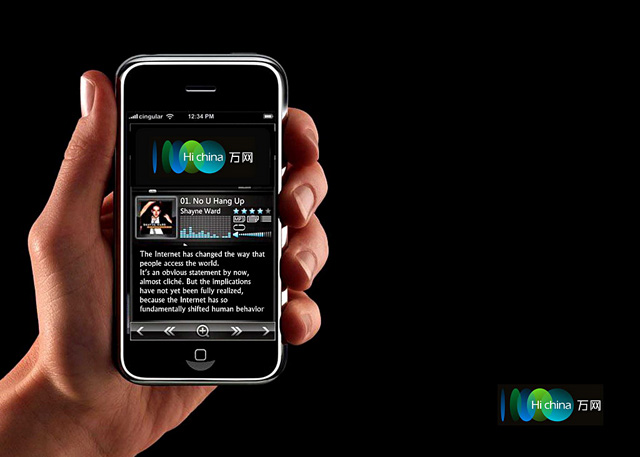 cingular 12:34 PM
Hi china 万网
01. No U Hang Up
Shayne Ward
The Internet has changed the way that
people access the world.
It's an obvious statement by now,
almost cliché. But the implications
have not yet been fully realized,
because the Internet has so
fundamentally shifted human behavior
Hi china 万网